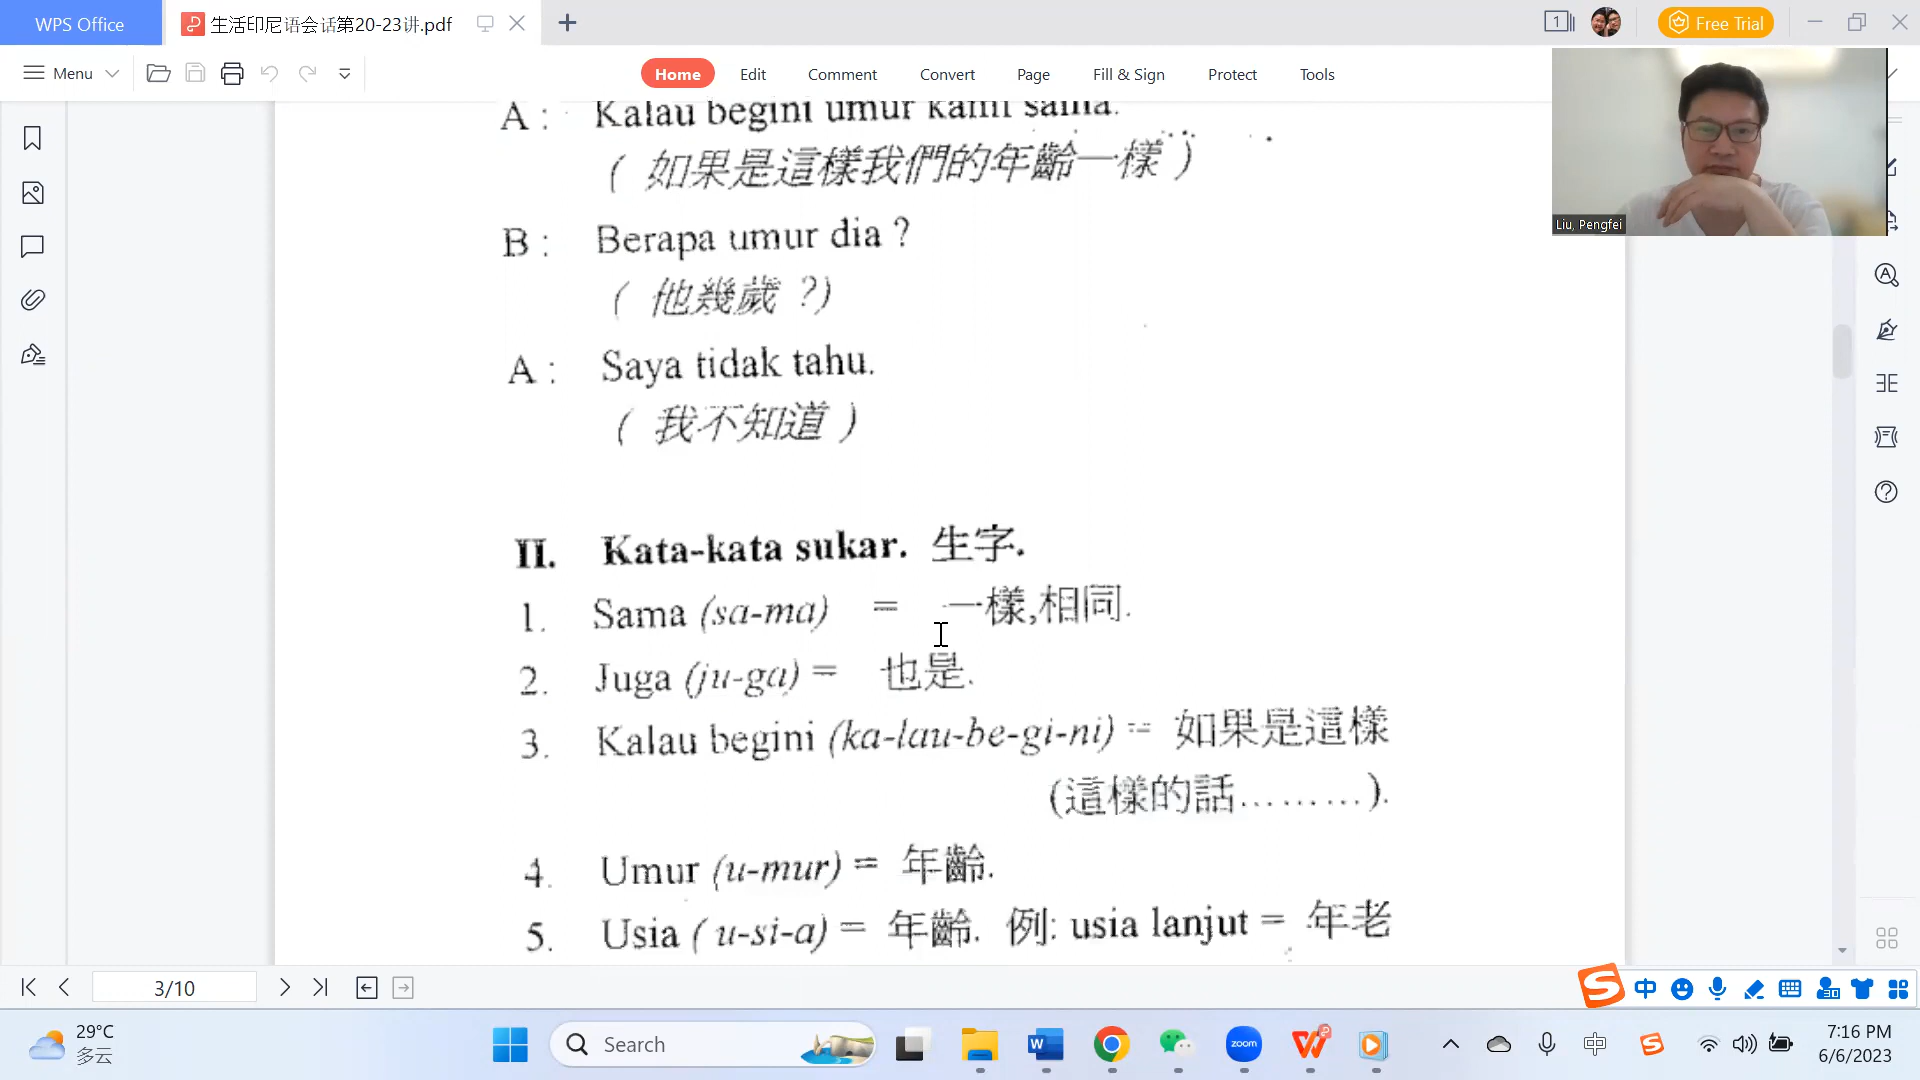 WPS Office
生活印尼语会话第20-23讲.pdf
1
Free Trial
Menu
Home
Edit
Comment
Convert
Page
Fill & Sign
Protect
Tools
A : Kalau begini umur kami sama.
( 如果是這樣我們的年齡一樣 )
B : Berapa umur dia ?
( 他幾歲 ?)
A : Saya tidak tahu.
( 我不知道 )
II. Kata-kata sukar. 生字.
1. Sama (sa-ma) = 一樣,相同.
2. Juga (ju-ga) = 也是.
3. Kalau begini (ka-lau-be-gi-ni) = 如果是這樣
(這樣的話.........).
4. Umur (u-mur) = 年齡.
5. Usia ( u-si-a) = 年齡. 例: usia lanjut = 年老
Liu, Pengfei
3/10
中
29°C
多云
Search
zoom
中
7:16 PM
6/6/2023